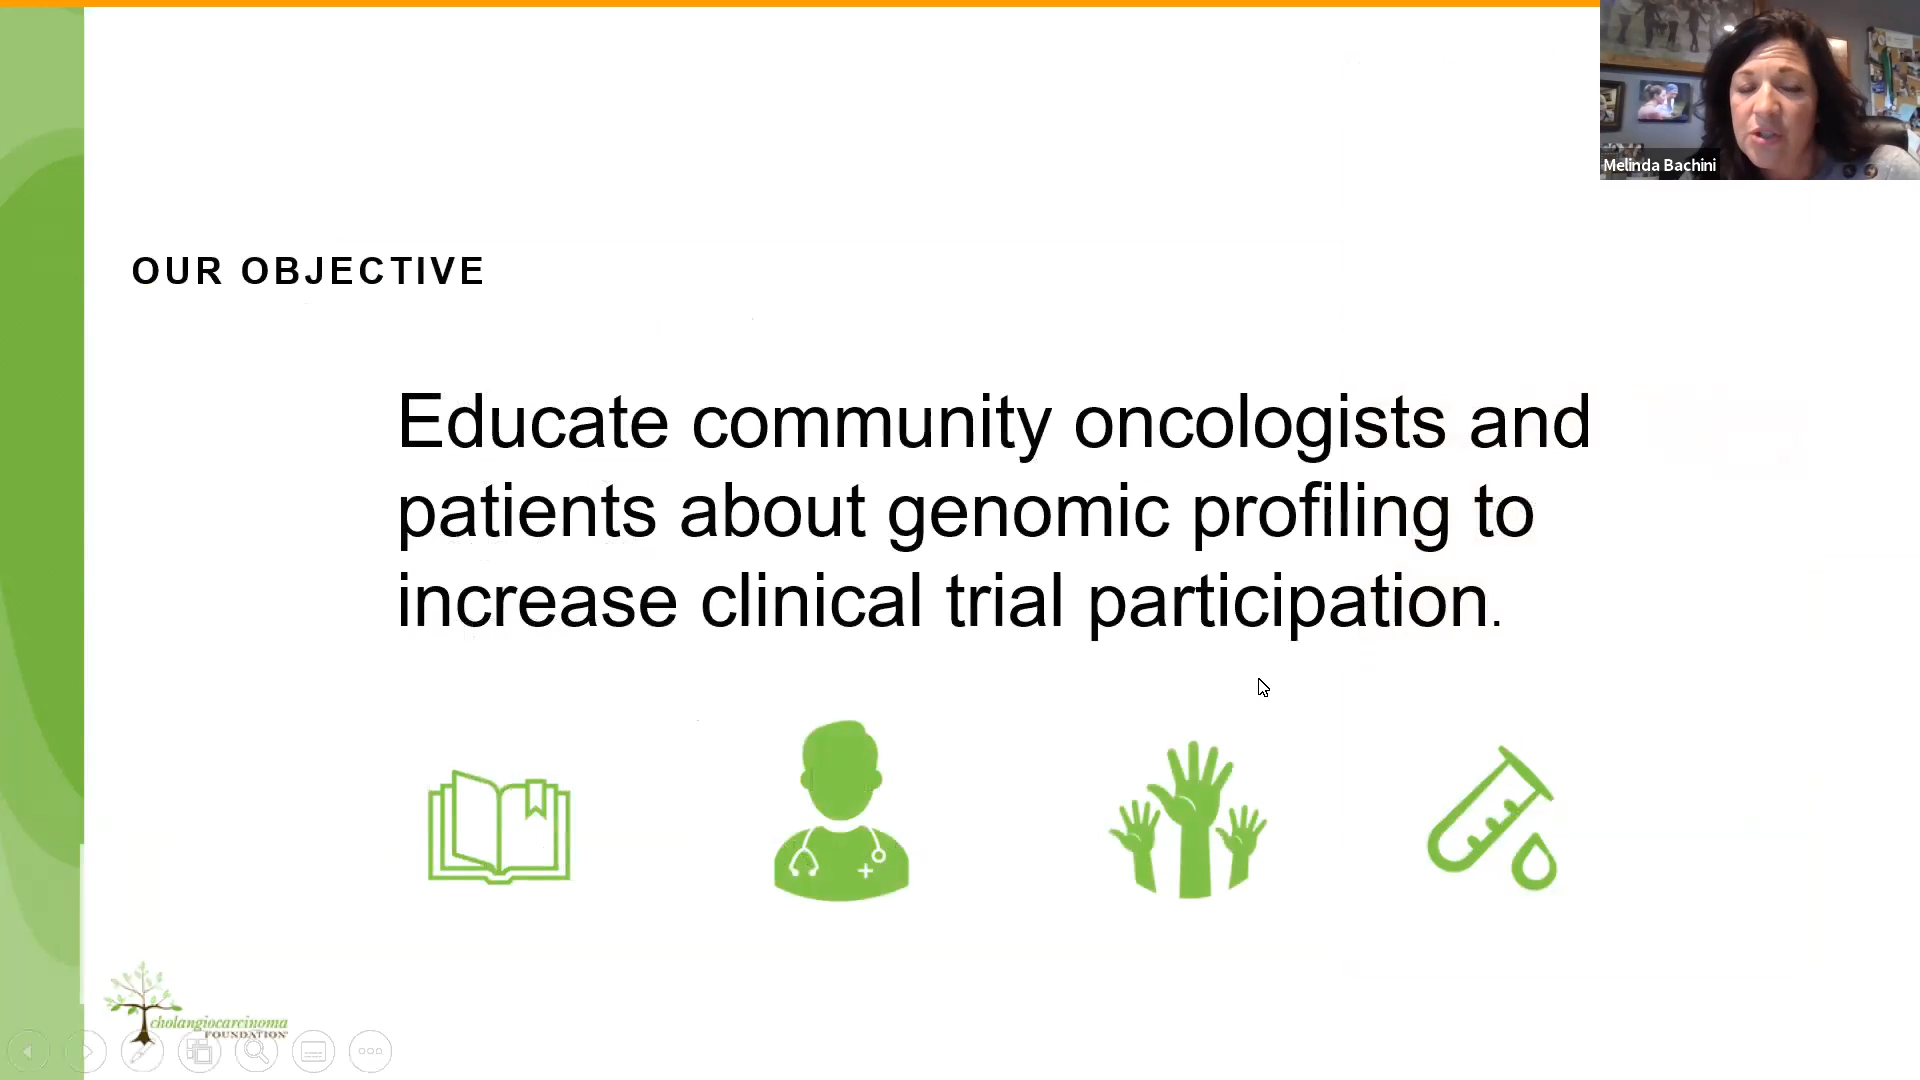 Melinda Bachini
OUR OBJECTIVE
Educate community oncologists and
patients about genomic profiling to
increase clinical trial participation.
cholangiocarcinoma
FOUNDATION